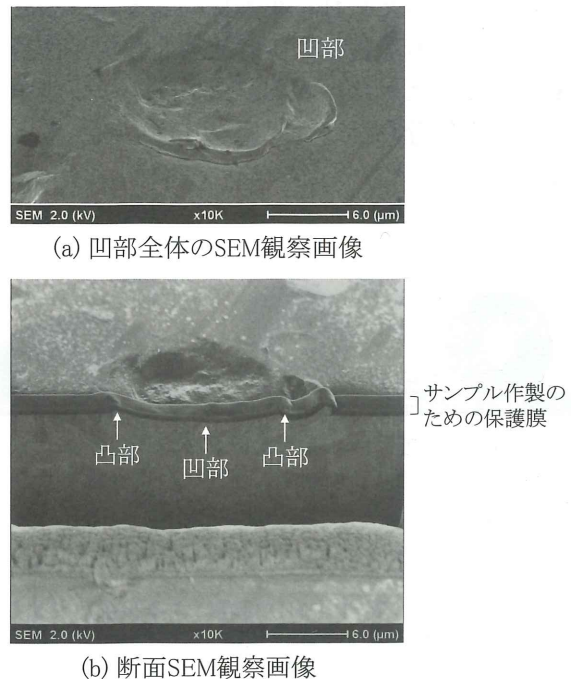 凹部
SEM 2.0 (kV) x10K 6.0 (μm)
(a) 凹部全体のSEM観察画像
サンプル作製の
ための保護膜
凸部 凹部 凸部
SEM 2.0 (kV) x10K 6.0 (μm)
(b) 断面SEM観察画像